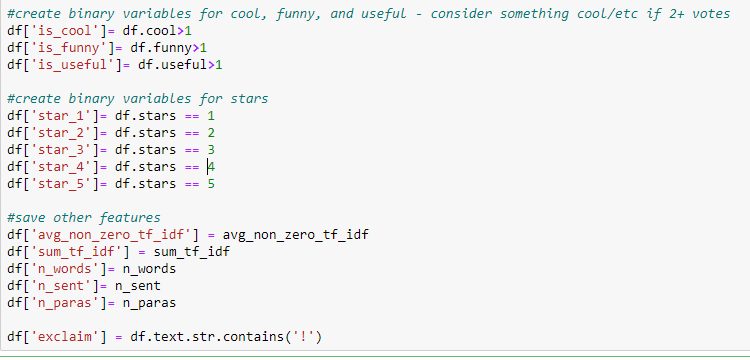 #create binary variables for cool, funny, and useful - consider something cool/etc if 2+ votes
df['is_cool']= df.cool>1
df['is_funny']= df.funny>1
df['is_useful']= df.useful>1

#create binary variables for stars
df['star_1']= df.stars == 1
df['star_2']= df.stars == 2
df['star_3']= df.stars == 3
df['star_4']= df.stars == 4
df['star_5']= df.stars == 5

#save other features
df['avg_non_zero_tf_idf'] = avg_non_zero_tf_idf
df['sum_tf_idf'] = sum_tf_idf
df['n_words']= n_words
df['n_sent']= n_sent
df['n_paras']= n_paras

df['exclaim'] = df.text.str.contains('!')